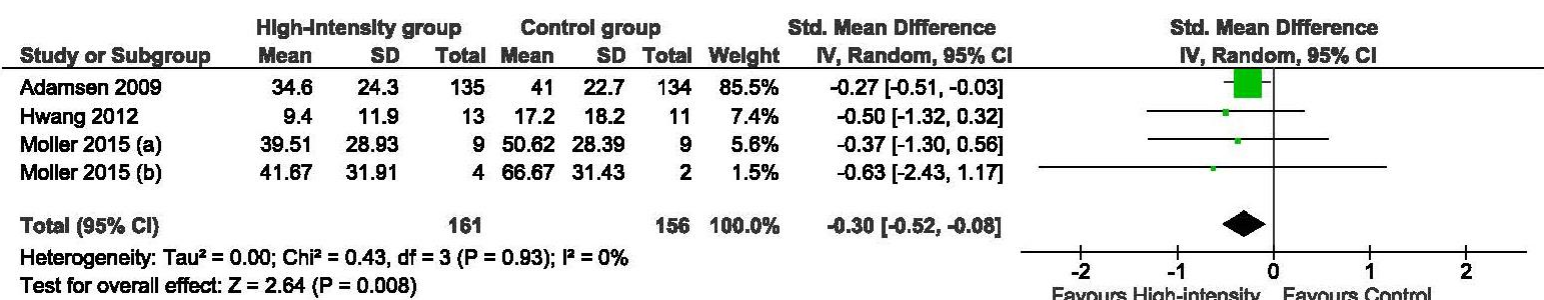 High-Intensity group Control group Std. Mean Difference Std. Mean Difference
Study or Subgroup Mean SD Total Mean SD Total Weight IV, Random, 95% CI IV, Random, 95% CI
Adamsen 2009 34.6 24.3 135 41 22.7 134 85.5% -0.27 [-0.51, -0.03]
Hwang 2012 9.4 11.9 13 17.2 18.2 11 7.4% -0.50 [-1.32, 0.32]
Moller 2015 (a) 39.51 28.93 9 50.62 28.39 9 5.6% -0.37 [-1.30, 0.56]
Moller 2015 (b) 41.67 31.91 4 66.67 31.43 2 1.5% -0.63 [-2.43, 1.17]
Total (95% CI) 161 156 100.0% -0.30 [-0.52, -0.08]
Heterogeneity: Tau² = 0.00; Chi² = 0.43, df = 3 (P = 0.93); I² = 0%
Test for overall effect: Z = 2.64 (P = 0.008)
-2 -1 0 1 2
Favours High-intensity Favours Control